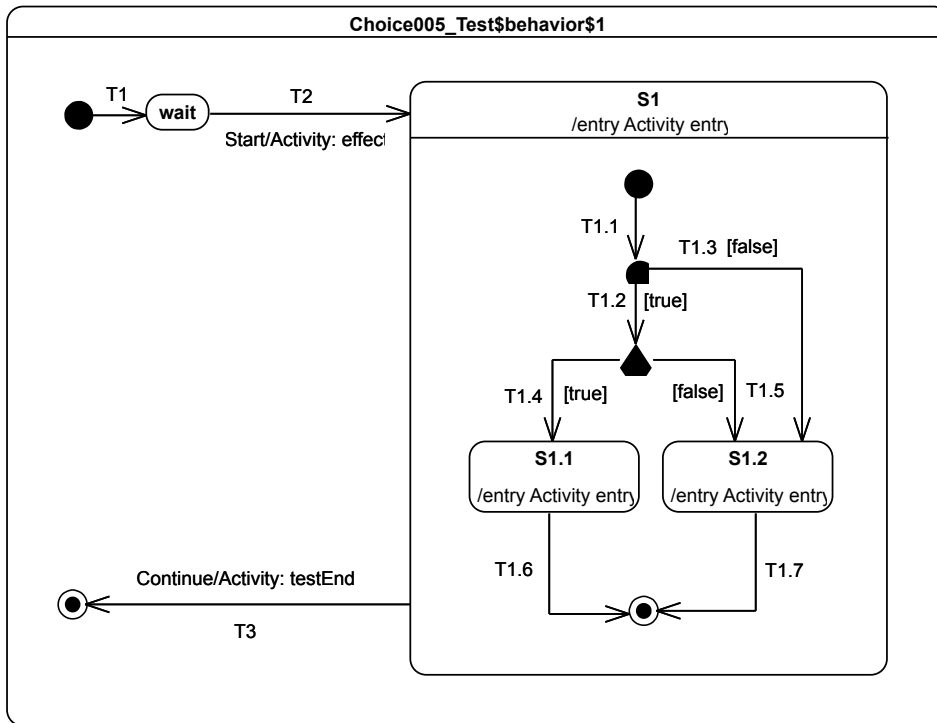 Choice005_Test$behavior$1
T1
wait
T2
Start/Activity: effect
S1
/entry Activity entry
T1.1
T1.3 [false]
T1.2 [true]
T1.4 [true]
[false] T1.5
S1.1
/entry Activity entry
S1.2
/entry Activity entry
T1.6
T1.7
Continue/Activity: testEnd
T3